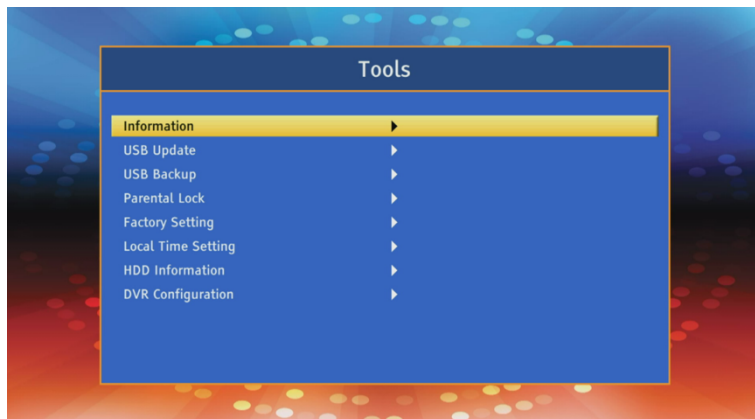 Tools
Information
USB Update
USB Backup
Parental Lock
Factory Setting
Local Time Setting
HDD Information
DVR Configuration